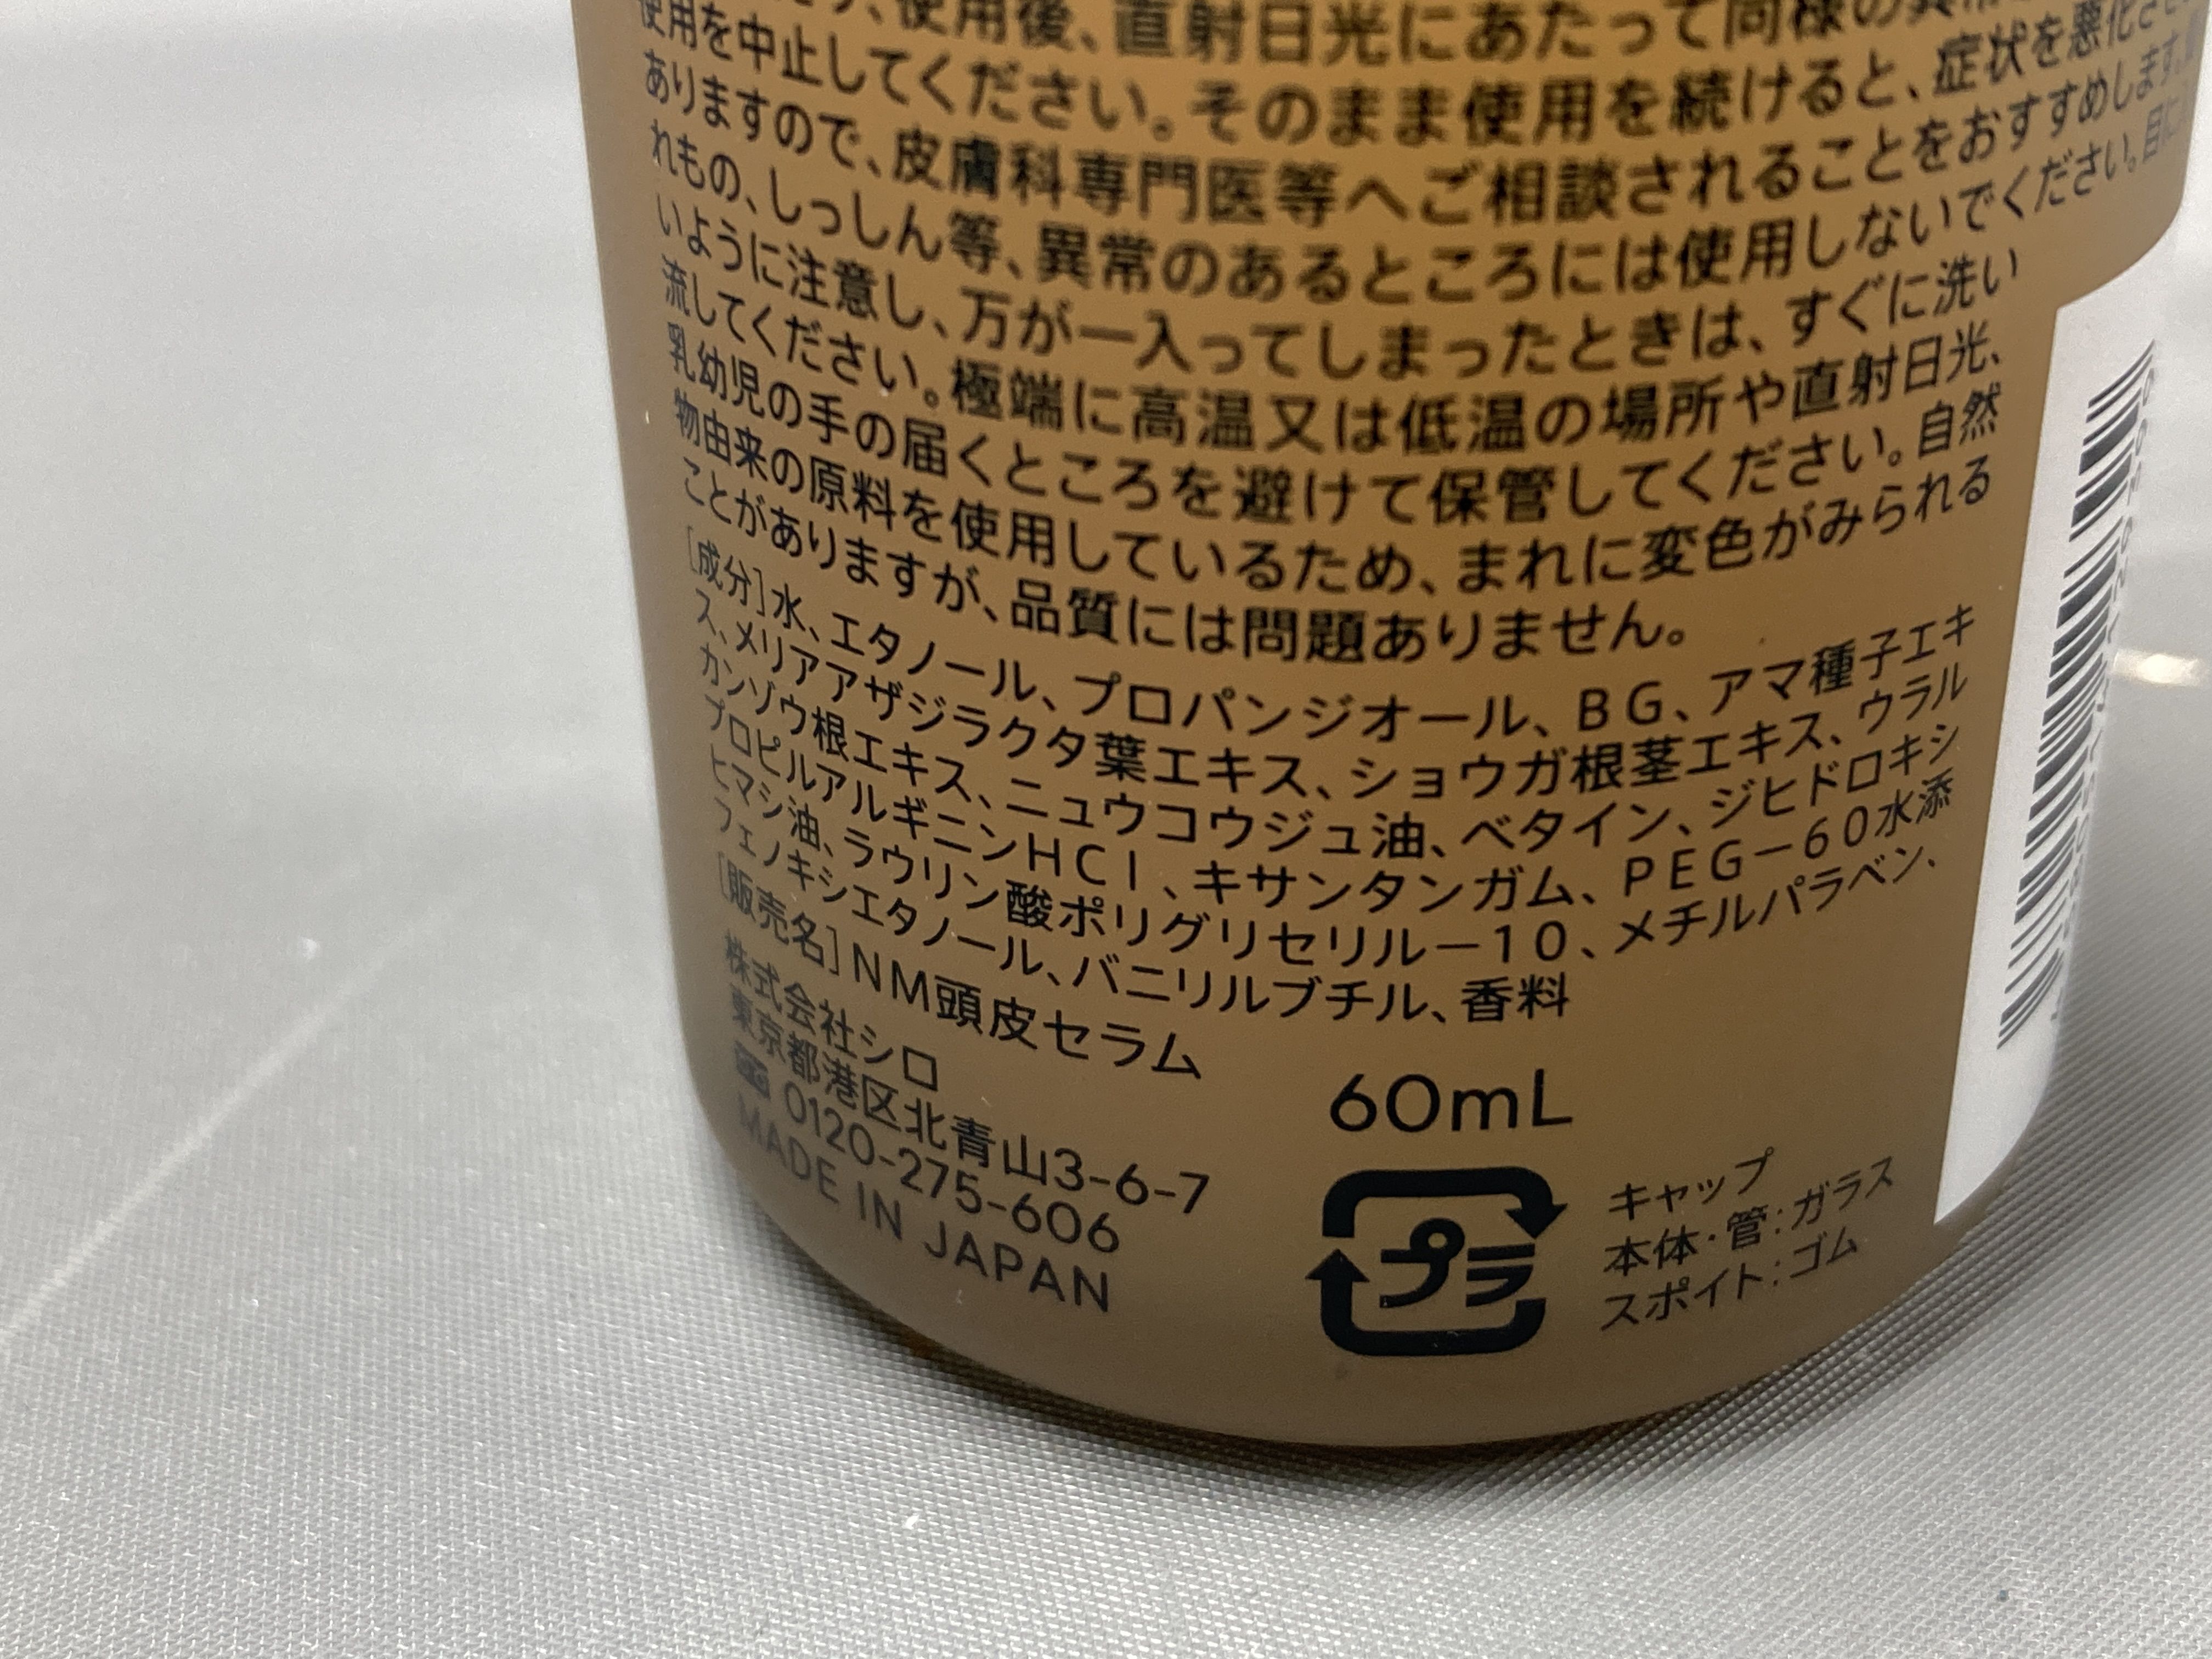 使用後、直射日光にあたって同様の異常
使用を中止してください。そのまま使用を続けると、症状を悪化
ありますので、皮膚科専門医等へご相談されることをおすすめします。
れもの、しっしん等、異常のあるところには使用しないでください。目に
いように注意し、万が一入ってしまったときは、すぐに洗い
流してください。極端に高温又は低温の場所や直射日光、
乳幼児の手の届くところを避けて保管してください。自然
物由来の原料を使用しているため、まれに変色がみられる
ことがありますが、品質には問題ありません。
[成分]水、エタノール、プロパンジオール、BG、アマ種子エキ
ス、メリアアザジラクタ葉エキス、ショウガ根茎エキス、ウラル
カンゾウ根エキス、ニュウコウジュ油、ベタイン、ジヒドロキシ
プロピルアルギニンHCl、キサンタンガム、PEG－60水添
ヒマシ油、ラウリン酸ポリグリセリル－10、メチルパラベン、
フェノキシエタノール、バニリルブチル、香料
[販売名]NM頭皮セラム
株式会社シロ
東京都港区北青山3-6-7
0120-275-606
MADE IN JAPAN
60mL
プラ
キャップ
本体・管:ガラス
スポイト:ゴム